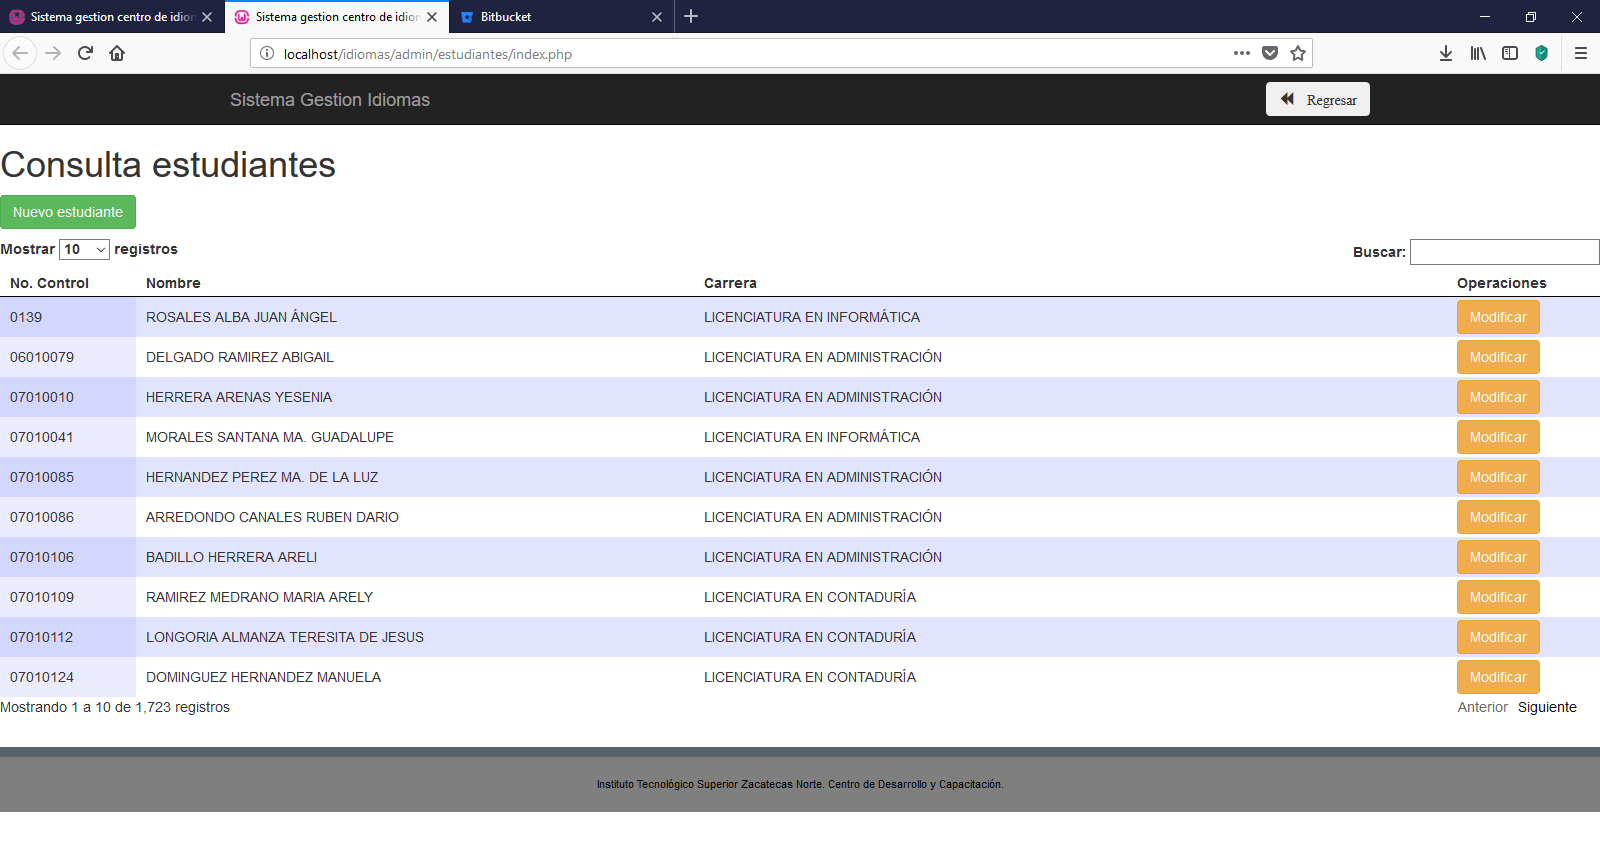 Sistema gestion centro de idion
Sistema gestion centro de idion
Bitbucket
localhost/idiomas/admin/estudiantes/index.php
Sistema Gestion Idiomas
Regresar
Consulta estudiantes
Nuevo estudiante
Mostrar 10 registros
Buscar:
No. Control Nombre Carrera Operaciones
0139 ROSALES ALBA JUAN ÁNGEL LICENCIATURA EN INFORMÁTICA Modificar
06010079 DELGADO RAMIREZ ABIGAIL LICENCIATURA EN ADMINISTRACIÓN Modificar
07010010 HERRERA ARENAS YESENIA LICENCIATURA EN ADMINISTRACIÓN Modificar
07010041 MORALES SANTANA MA. GUADALUPE LICENCIATURA EN INFORMÁTICA Modificar
07010085 HERNANDEZ PEREZ MA. DE LA LUZ LICENCIATURA EN ADMINISTRACIÓN Modificar
07010086 ARREDONDO CANALES RUBEN DARIO LICENCIATURA EN ADMINISTRACIÓN Modificar
07010106 BADILLO HERRERA ARELI LICENCIATURA EN ADMINISTRACIÓN Modificar
07010109 RAMIREZ MEDRANO MARIA ARELY LICENCIATURA EN CONTADURÍA Modificar
07010112 LONGORIA ALMANZA TERESITA DE JESUS LICENCIATURA EN CONTADURÍA Modificar
07010124 DOMINGUEZ HERNANDEZ MANUELA LICENCIATURA EN CONTADURÍA Modificar
Mostrando 1 a 10 de 1,723 registros
Anterior Siguiente
Instituto Tecnológico Superior Zacatecas Norte. Centro de Desarrollo y Capacitación.